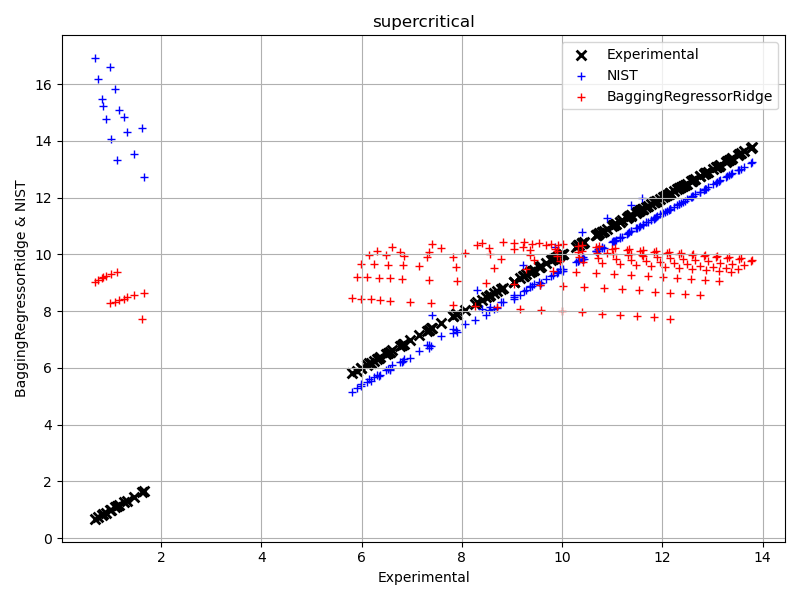 supercritical
Experimental
NIST
BaggingRegressorRidge
BaggingRegressorRidge & NIST
16
14
12
10
8
6
4
2
0
2 4 6 8 10 12 14
Experimental